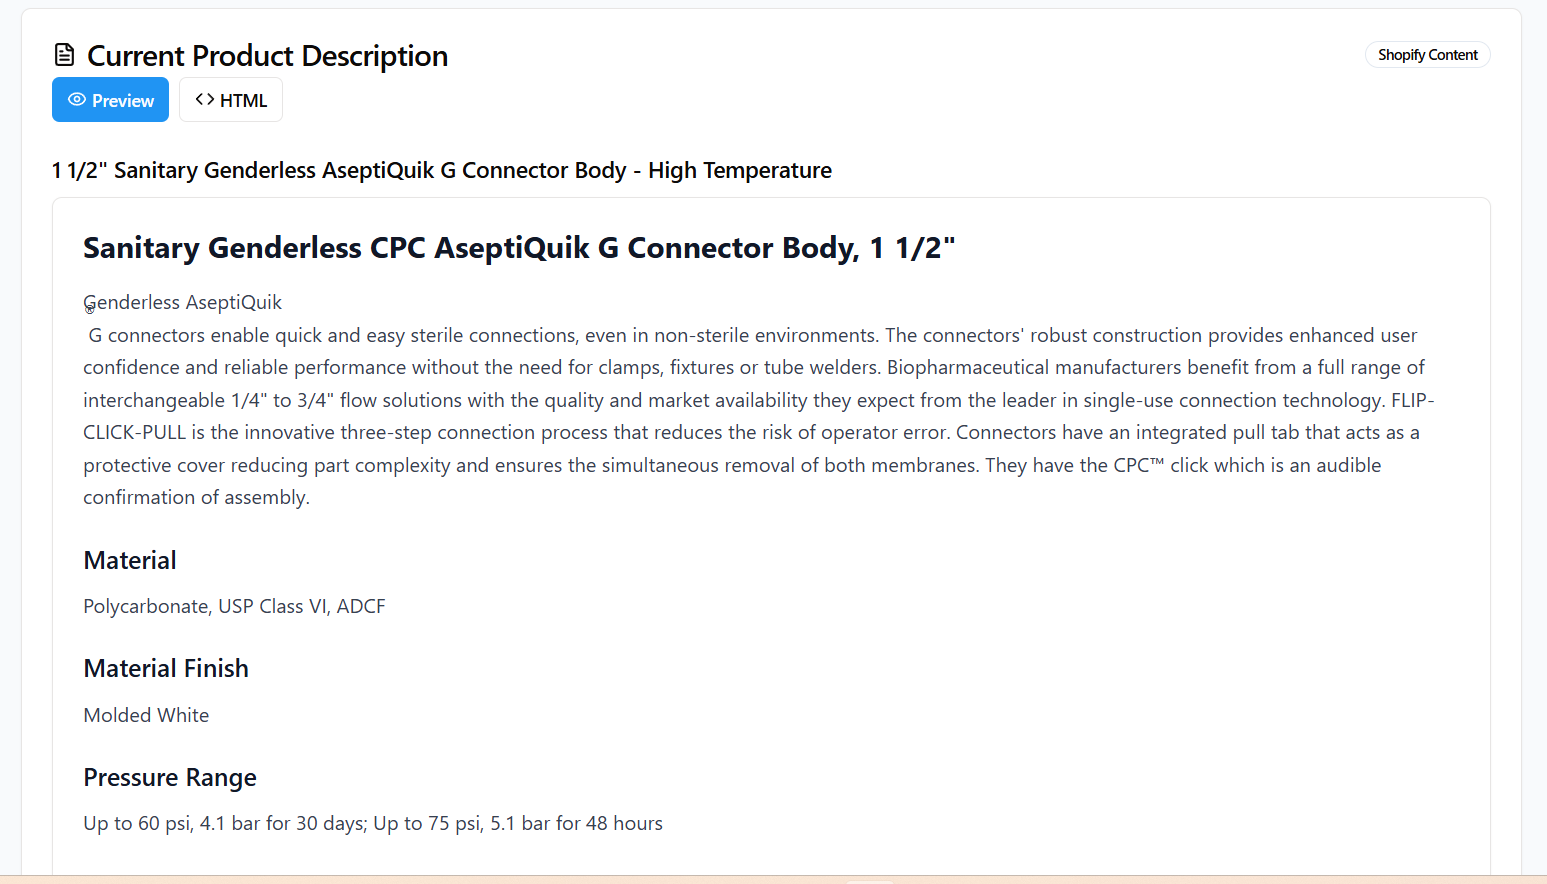 Current Product Description
Shopify Content
Preview
<> HTML
1 1/2" Sanitary Genderless AseptiQuik G Connector Body - High Temperature
Sanitary Genderless CPC AseptiQuik G Connector Body, 1 1/2"
Genderless AseptiQuik
®
G connectors enable quick and easy sterile connections, even in non-sterile environments. The connectors' robust construction provides enhanced user
confidence and reliable performance without the need for clamps, fixtures or tube welders. Biopharmaceutical manufacturers benefit from a full range of
interchangeable 1/4" to 3/4" flow solutions with the quality and market availability they expect from the leader in single-use connection technology. FLIP-
CLICK-PULL is the innovative three-step connection process that reduces the risk of operator error. Connectors have an integrated pull tab that acts as a
protective cover reducing part complexity and ensures the simultaneous removal of both membranes. They have the CPC™ click which is an audible
confirmation of assembly.
Material
Polycarbonate, USP Class VI, ADCF
Material Finish
Molded White
Pressure Range
Up to 60 psi, 4.1 bar for 30 days; Up to 75 psi, 5.1 bar for 48 hours